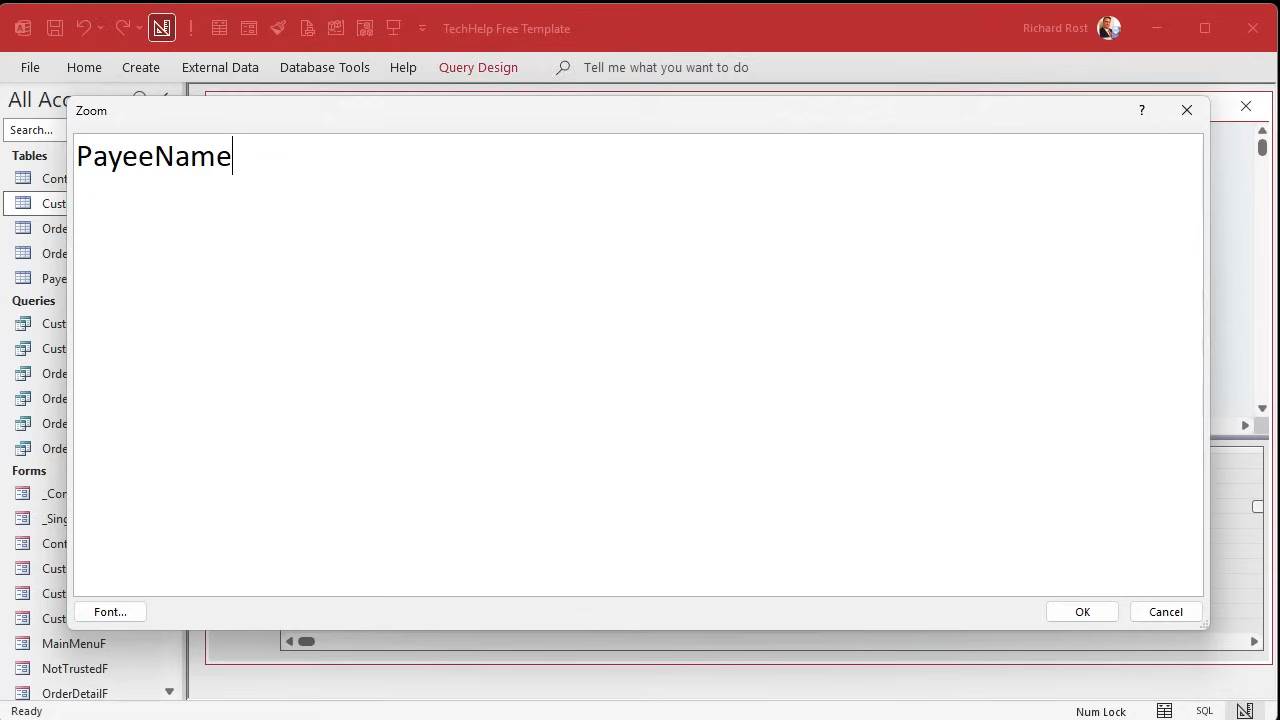 TechHelp Free Template
Richard Rost
File Home Create External Data Database Tools Help Query Design Tell me what you want to do
All Acc
Zoom
?
Search...
PayeeName
Tables
Cont
Cust
Orde
Orde
Paye
Queries
Cust
Cust
Orde
Orde
Orde
Orde
Forms
_Con
_Sing
Cont
Cust
Cust
Cust
Font...
OK
Cancel
MainMenuF
NotTrustedF
OrderDetailF
Ready
Num Lock
SQL